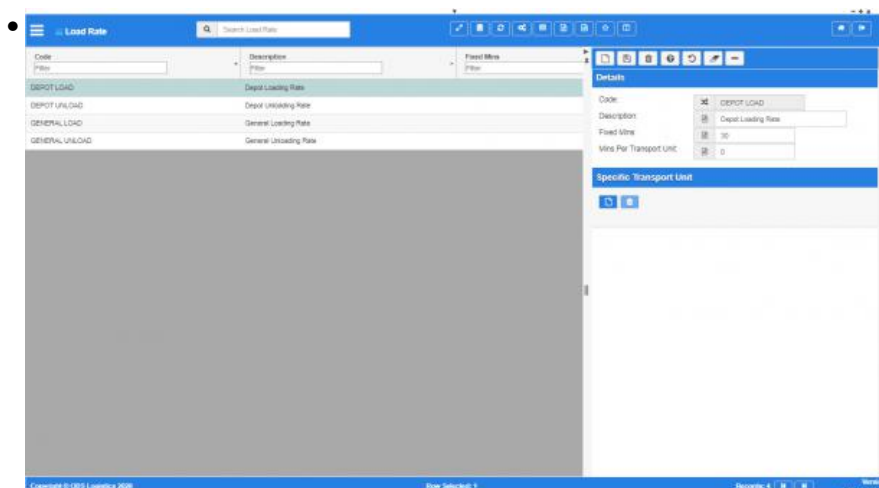 Load Rate
Search Load Rate
Code
Description
Fixed Mins
Filter
Filter
Filter
DEPOT LOAD
Depot Loading Rate
DEPOT UNLOAD
Depot Unloading Rate
GENERAL LOAD
General Loading Rate
GENERAL UNLOAD
General Unloading Rate
Details
Code:
DEPOT LOAD
Description:
Depot Loading Rate
Fixed Mins
30
Mins Per Transport Unit:
0
Specific Transport Unit
Row Selected: 1
Records: 4